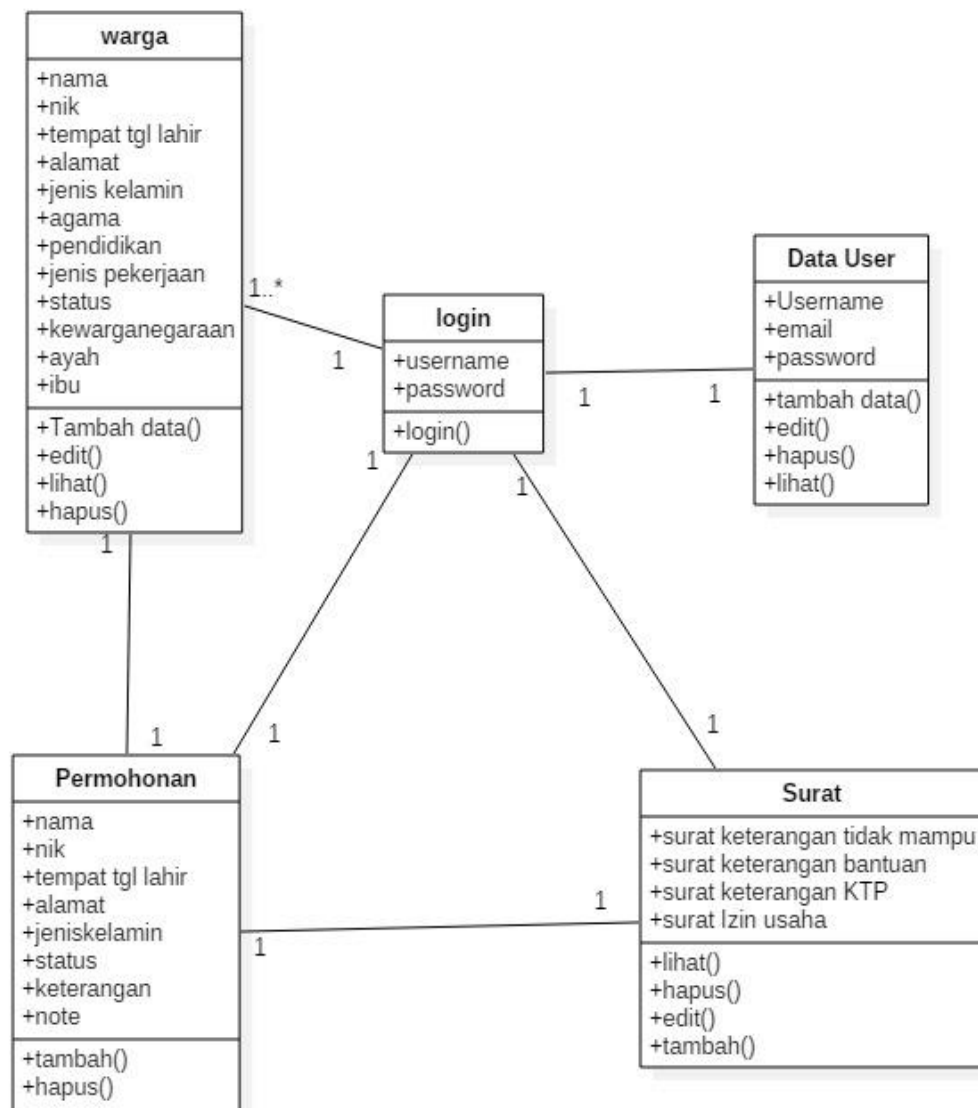 warga
+nama
+nik
+tempat tgl lahir
+alamat
+jenis kelamin
+agama
+pendidikan
+jenis pekerjaan
+status
+kewarganegaraan
+ayah
+ibu
+Tambah data()
+edit()
+lihat()
+hapus()
1..*
1
login
+username
+password
+login()
1
1
Data User
+Username
+email
+password
+tambah data()
+edit()
+hapus()
+lihat()
1
1
1
1
1
1
Permohonan
+nama
+nik
+tempat tgl lahir
+alamat
+jeniskelamin
+status
+keterangan
+note
+tambah()
+hapus()
1
1
Surat
+surat keterangan tidak mampu
+surat keterangan bantuan
+surat keterangan KTP
+surat Izin usaha
+lihat()
+hapus()
+edit()
+tambah()